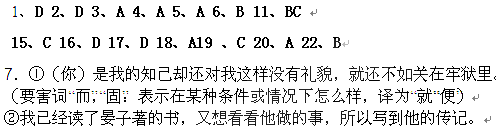 1、D 2、D 3、A 4、A 5、A 6、B 11、BC
15、C 16、D 17、D 18、A19 、C 20、A 22、B
7．①（你）是我的知己却还对我这样没有礼貌，就还不如关在牢狱里。
（要害词“而，”固：表示在某种条件或情况下怎么样，译为“就”便）
②我已经读了晏子著的书，又想看看他做的事，所以写到他的传记。